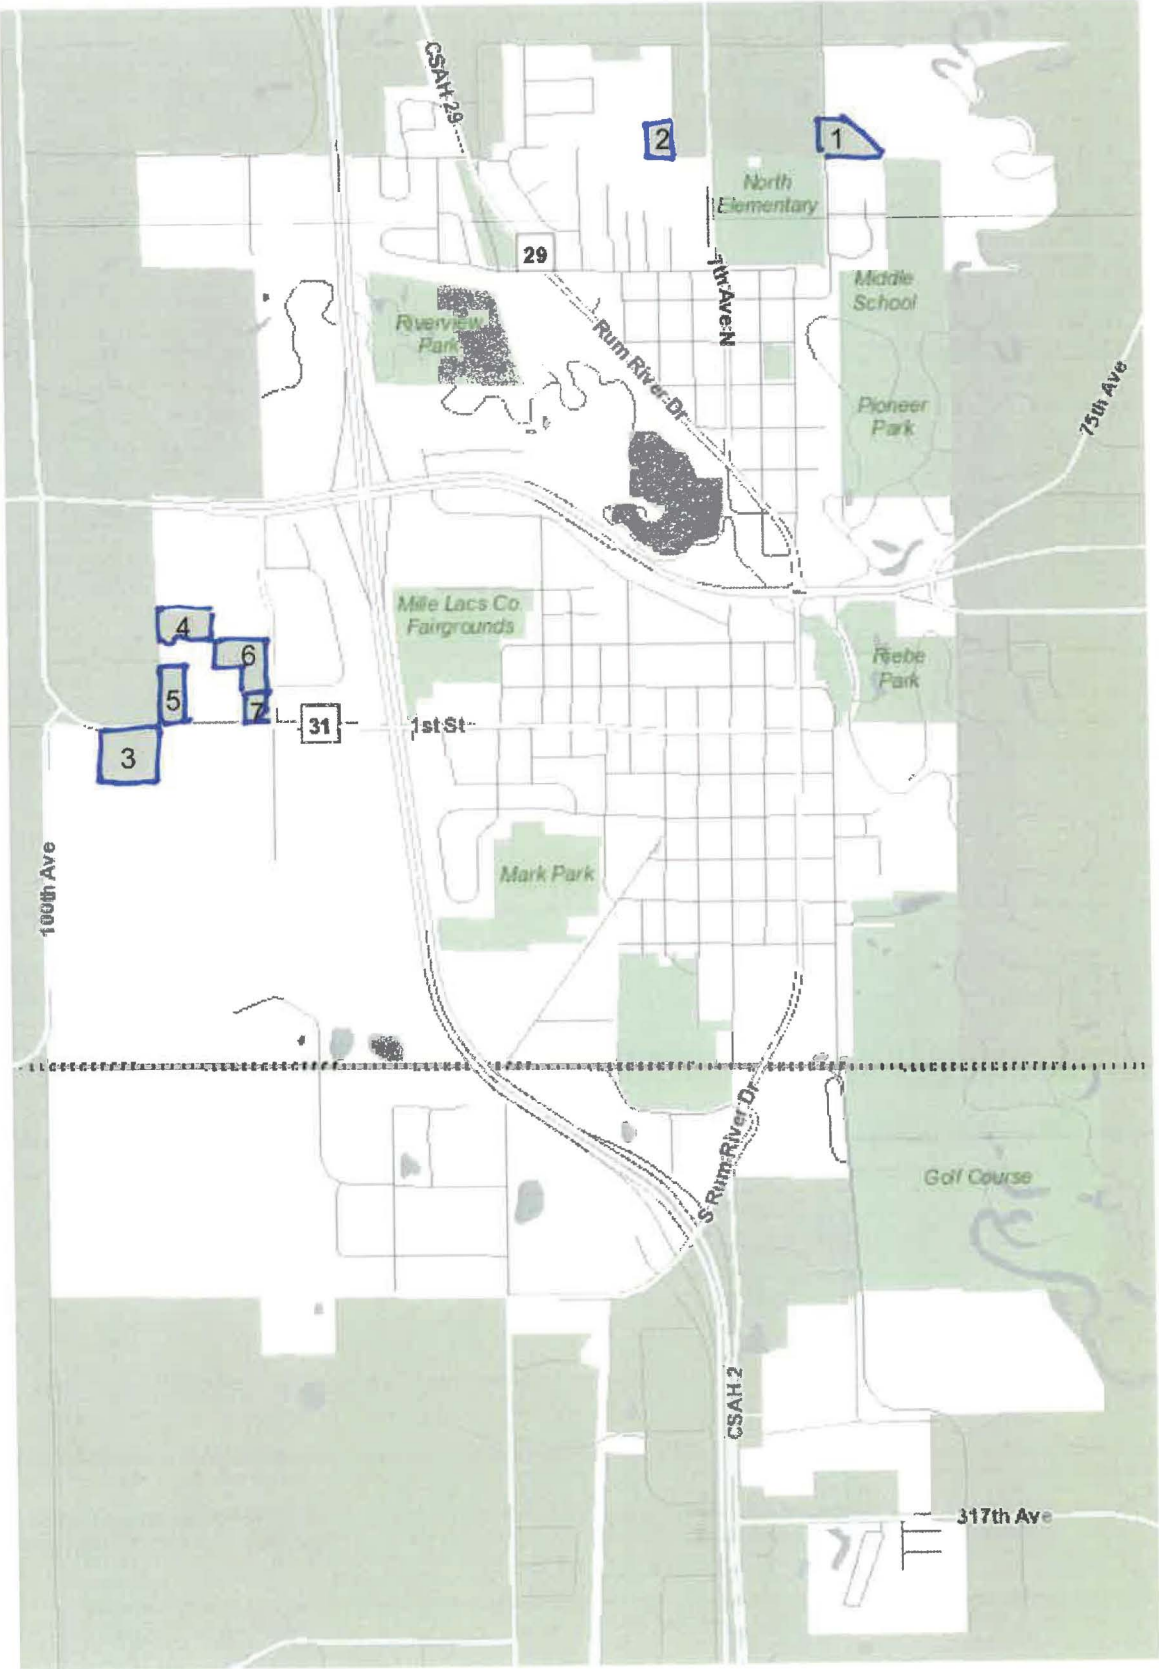 CSAH 29
2
1
North
Elementary
29
7th Ave N
Middle
School
Riverview
Park
Rum River Dr
75th Ave
Pioneer
Park
Mille Lacs Co.
Fairgrounds
4
6
Riebe
Park
5
7
31
1st St
3
Mark Park
100th Ave
S Rum River Dr
Golf Course
CSAH 2
317th Ave